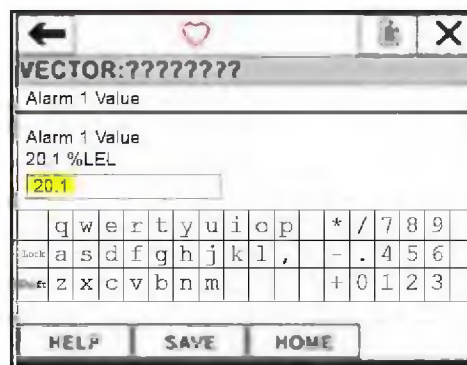 VECTOR:????????
Alarm 1 Value
Alarm 1 Value
20.1 %LEL
20.1
q w e r t y u i o p * / 7 8 9
Lock a s d f g h j k l , - . 4 5 6
Shift z x c v b n m + 0 1 2 3
HELP SAVE HOME